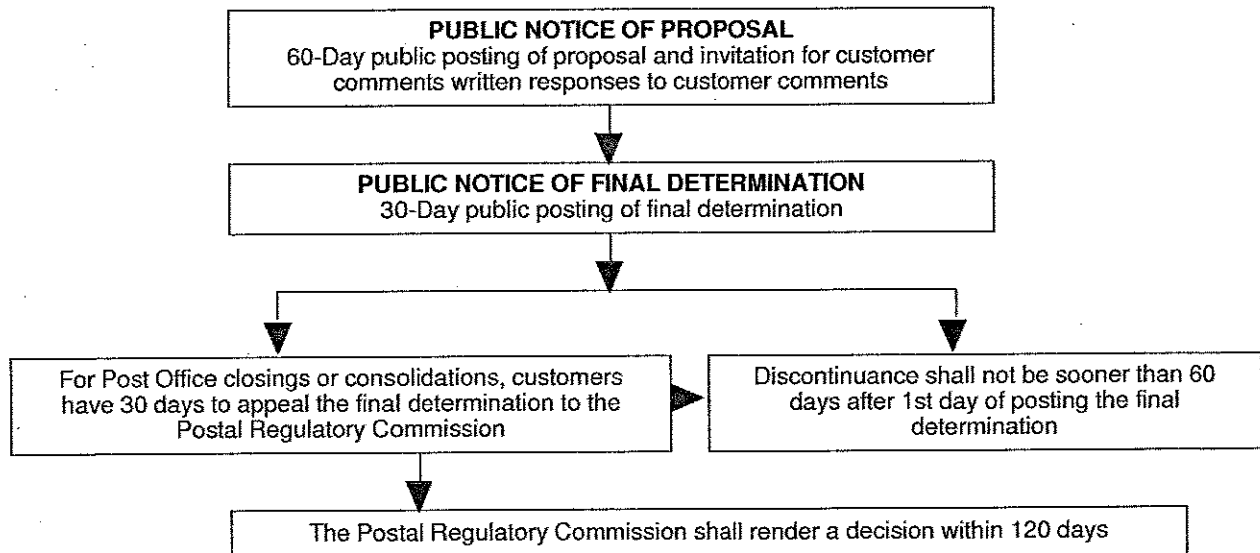 PUBLIC NOTICE OF PROPOSAL
60-Day public posting of proposal and invitation for customer
comments written responses to customer comments
PUBLIC NOTICE OF FINAL DETERMINATION
30-Day public posting of final determination
For Post Office closings or consolidations, customers
have 30 days to appeal the final determination to the
Postal Regulatory Commission
Discontinuance shall not be sooner than 60
days after 1st day of posting the final
determination
The Postal Regulatory Commission shall render a decision within 120 days